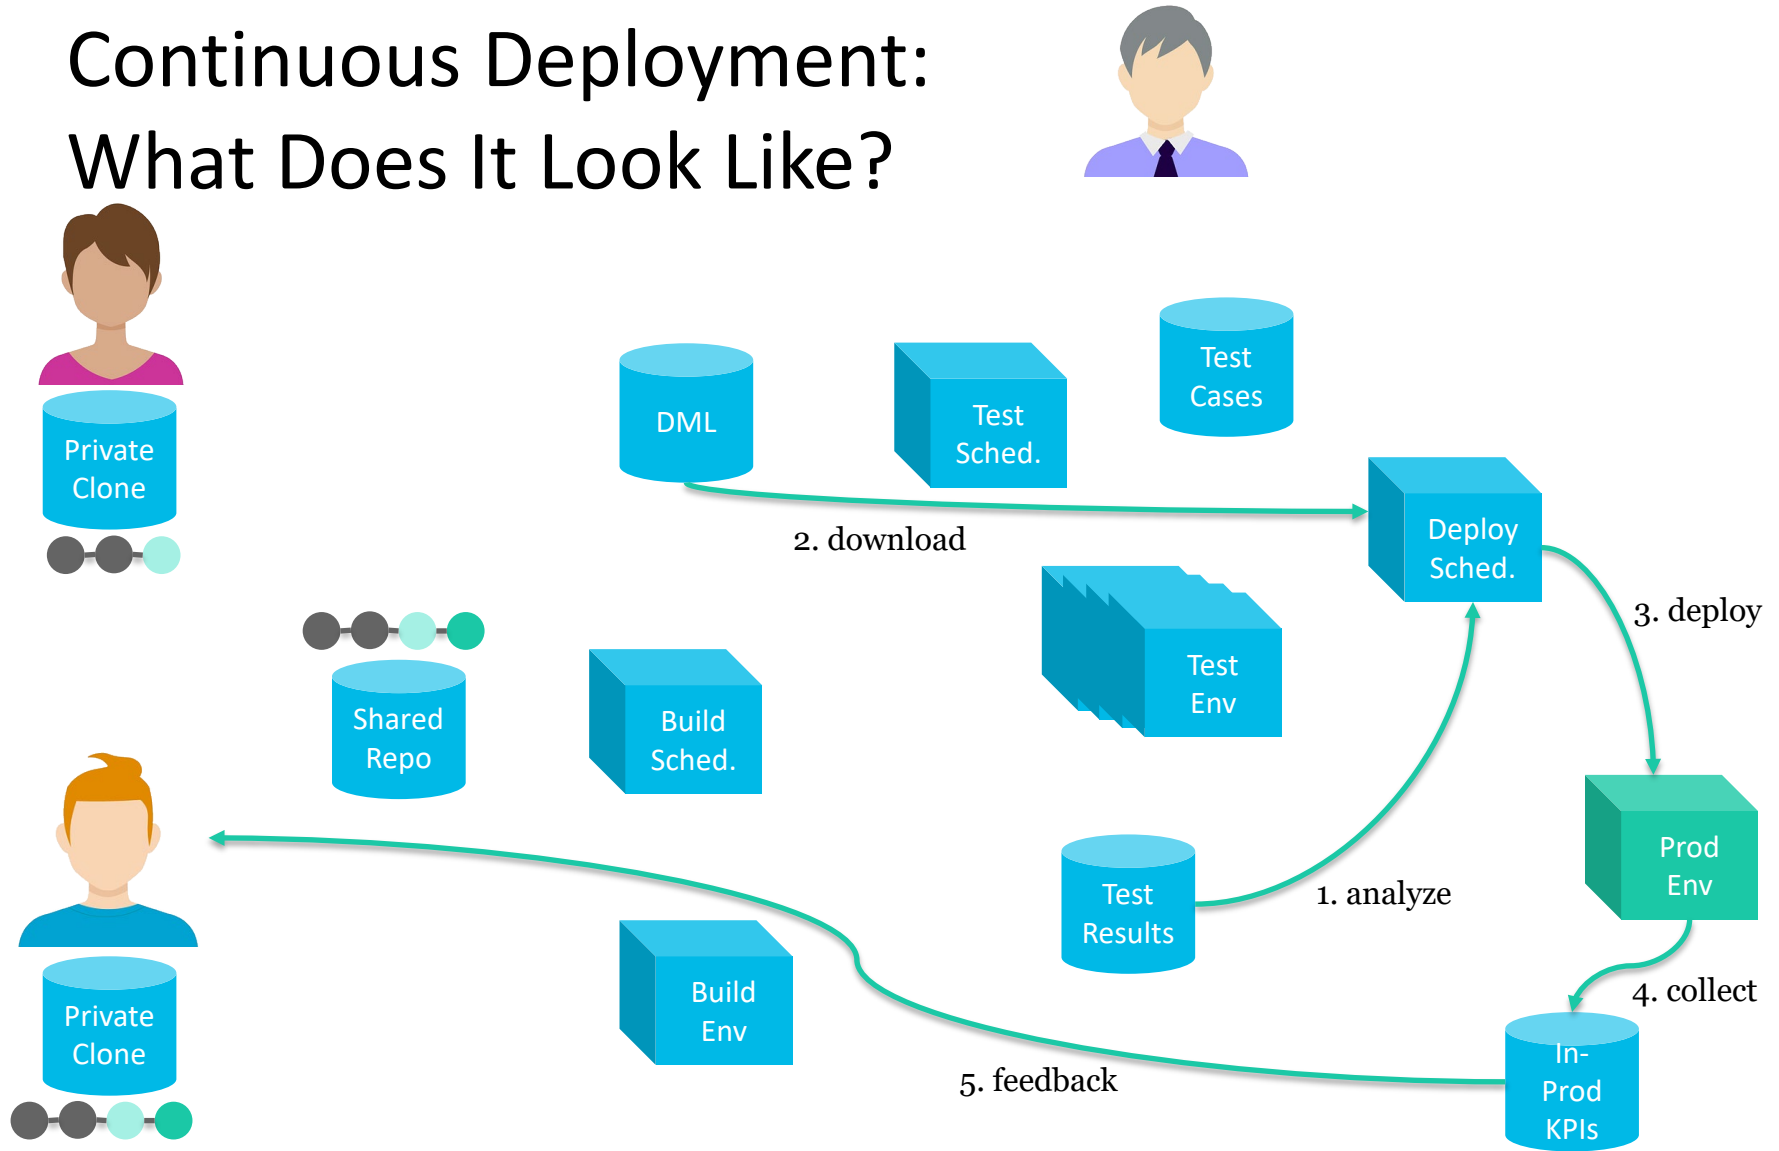 Continuous Deployment:
What Does It Look Like?
Private
Clone
DML
Test
Sched.
Test
Cases
2. download
Deploy
Sched.
3. deploy
Shared
Repo
Build
Sched.
Test
Env
Prod
Env
Test
Results
1. analyze
Build
Env
4. collect
Private
Clone
5. feedback
In-
Prod
KPIs